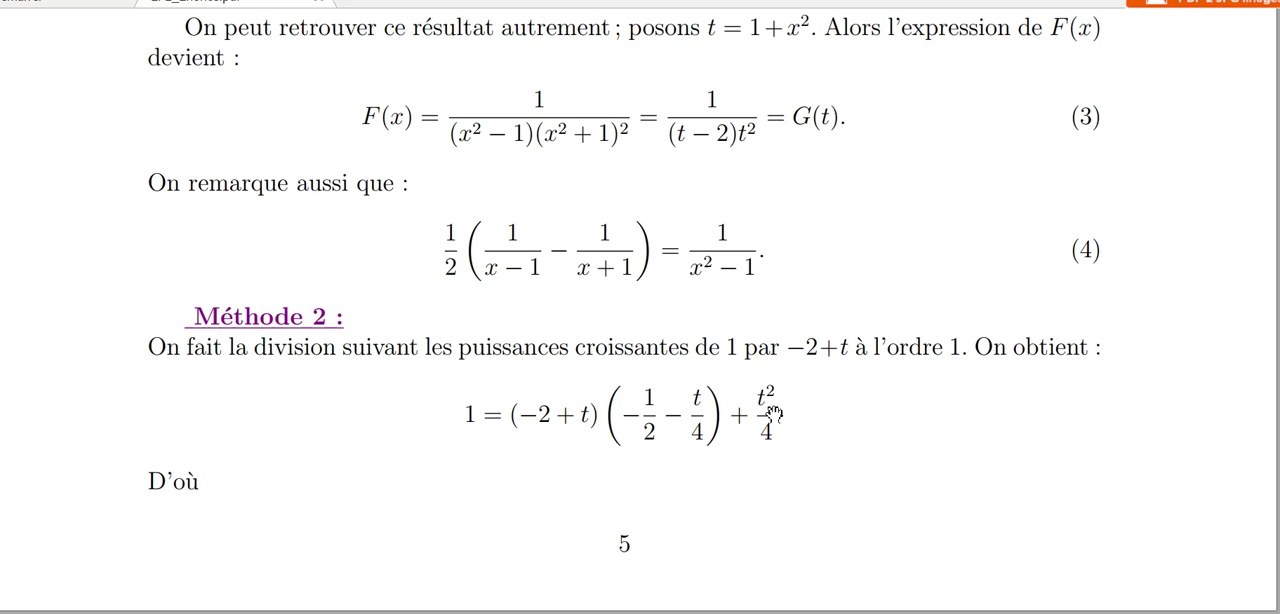 On peut retrouver ce résultat autrement ; posons t = 1+x². Alors l'expression de F(x)
devient :
F(x) = 1/((x² − 1)(x² + 1)²) = 1/((t − 2)t²) = G(t). (3)
On remarque aussi que :
1/2 (1/(x − 1) − 1/(x + 1)) = 1/(x² − 1). (4)
Méthode 2 :
On fait la division suivant les puissances croissantes de 1 par −2+t à l'ordre 1. On obtient :
1 = (−2 + t) (−1/2 − t/4) + t²/4
D'où
5